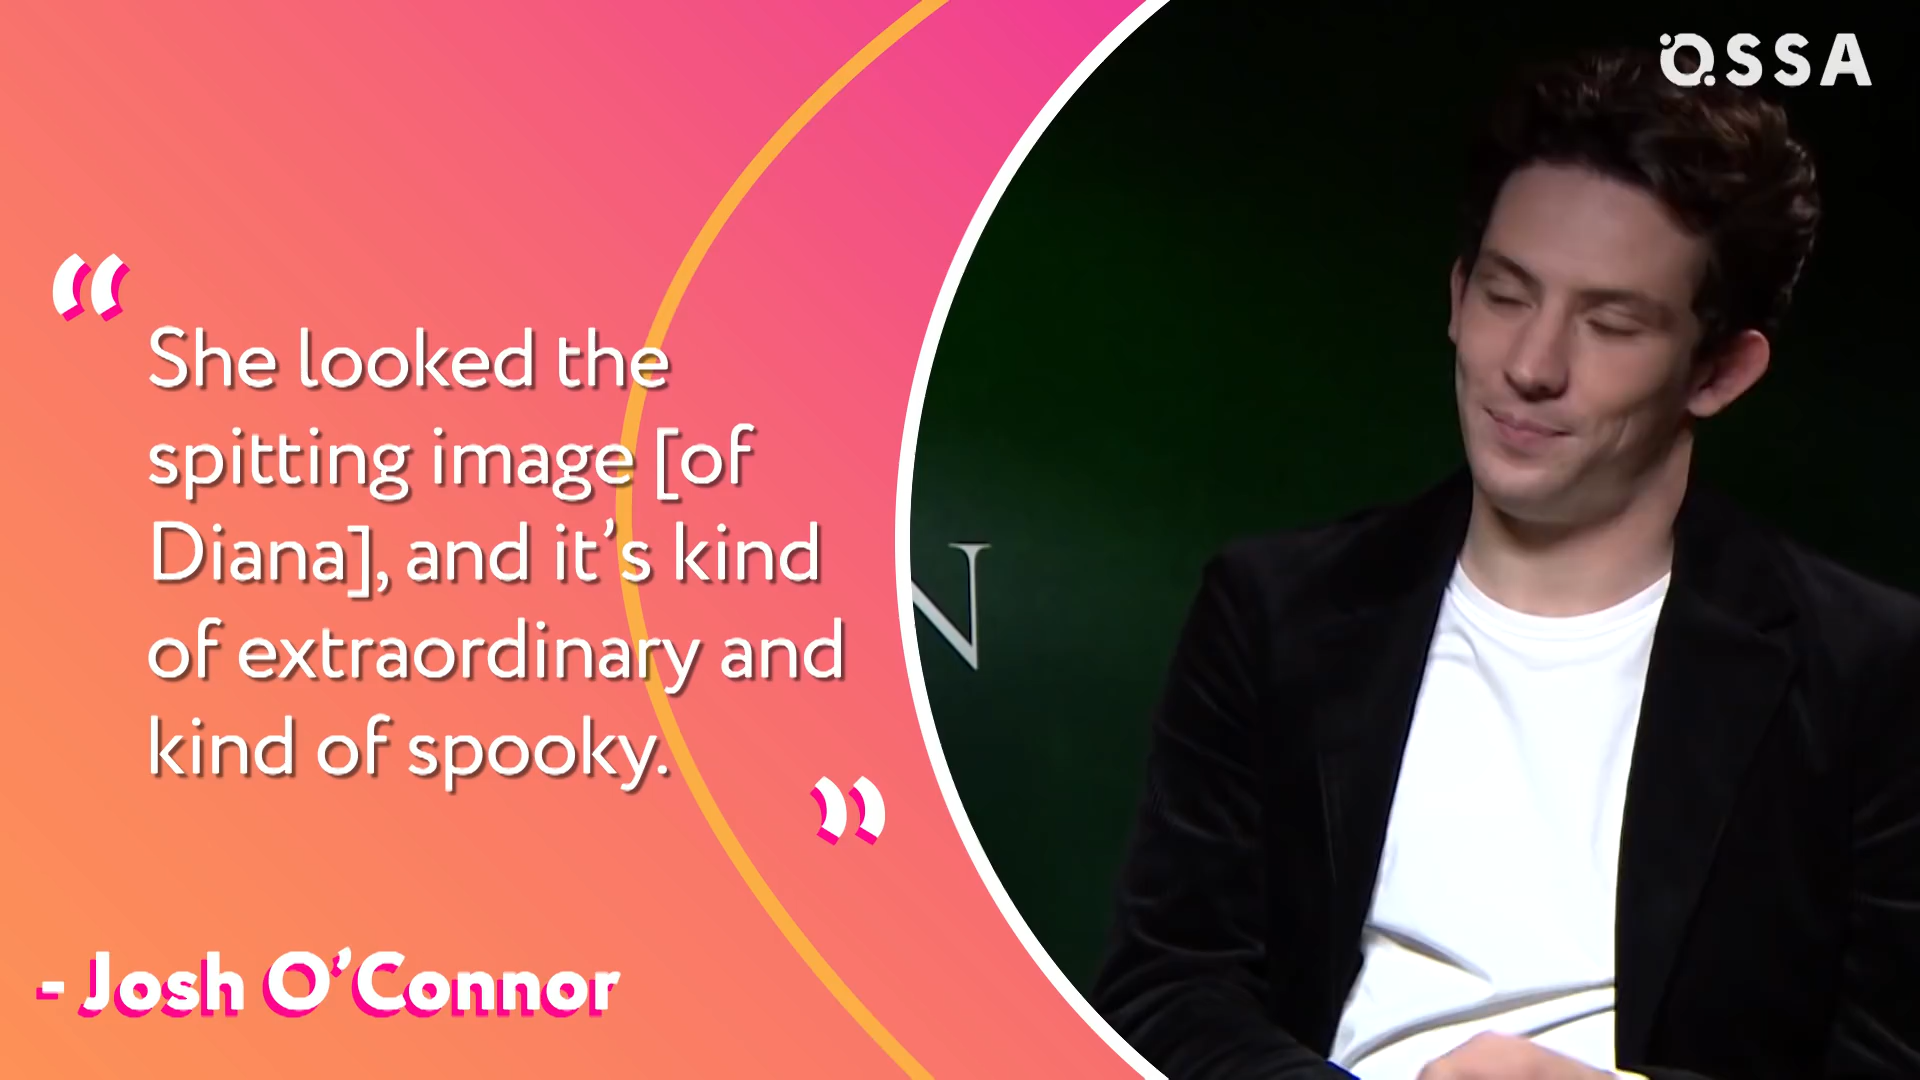 OSSA
“
She looked the
spitting image [of
Diana], and it’s kind
of extraordinary and
kind of spooky.
”
N
- Josh O’Connor